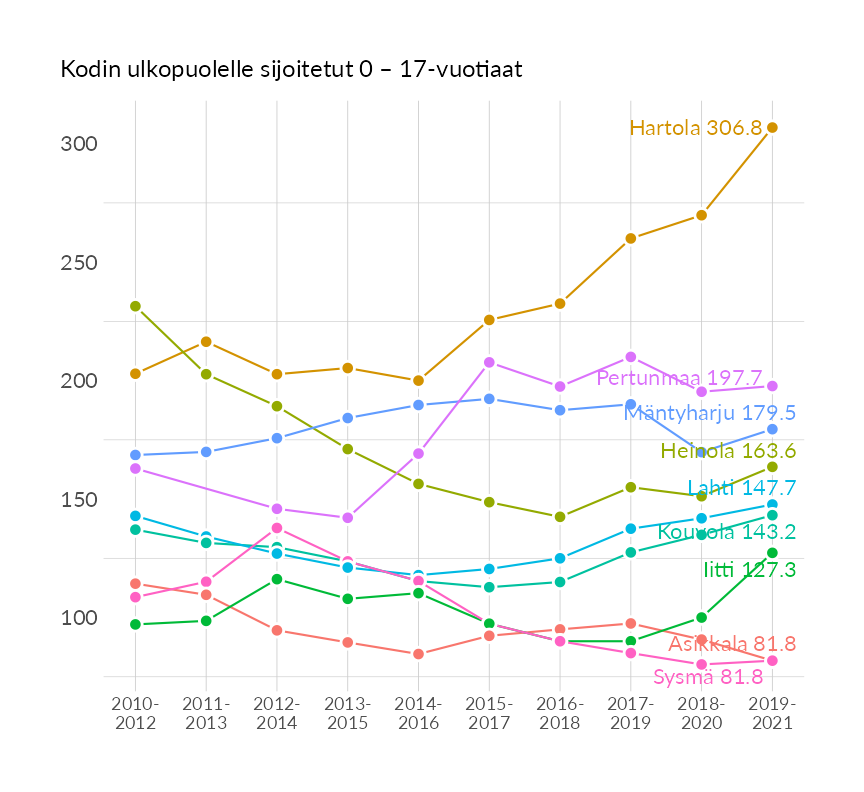 Kodin ulkopuolelle sijoitetut 0 – 17-vuotiaat
300
250
200
150
100
Hartola 306.8
Pertunmaa 197.7
Mäntyharju 179.5
Heinola 163.6
Lahti 147.7
Kouvola 143.2
Iitti 127.3
Asikkala 81.8
Sysmä 81.8
2010-
2012
2011-
2013
2012-
2014
2013-
2015
2014-
2016
2015-
2017
2016-
2018
2017-
2019
2018-
2020
2019-
2021